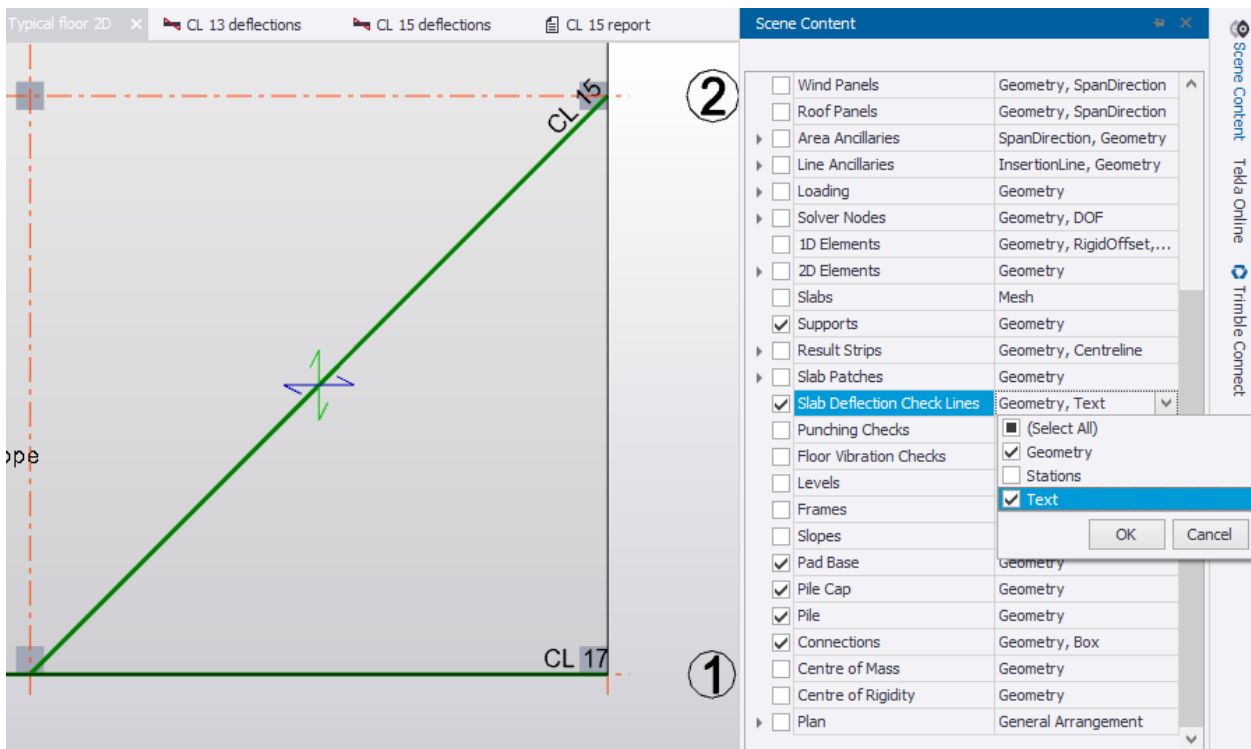 Typical floor 2D
CL 13 deflections
CL 15 deflections
CL 15 report
CL 15
CL 17
2
1
Scene Content
Wind Panels Geometry, SpanDirection
Roof Panels Geometry, SpanDirection
Area Ancillaries SpanDirection, Geometry
Line Ancillaries InsertionLine, Geometry
Loading Geometry
Solver Nodes Geometry, DOF
1D Elements Geometry, RigidOffset,...
2D Elements Geometry
Slabs Mesh
Supports Geometry
Result Strips Geometry, Centreline
Slab Patches Geometry
Slab Deflection Check Lines Geometry, Text
Punching Checks
Floor Vibration Checks
Levels
Frames
Slopes
(Select All)
Geometry
Stations
Text
OK Cancel
Pad Base Geometry
Pile Cap Geometry
Pile Geometry
Connections Geometry, Box
Centre of Mass Geometry
Centre of Rigidity Geometry
Plan General Arrangement
Scene Content
Tekla Online
Trimble Connect